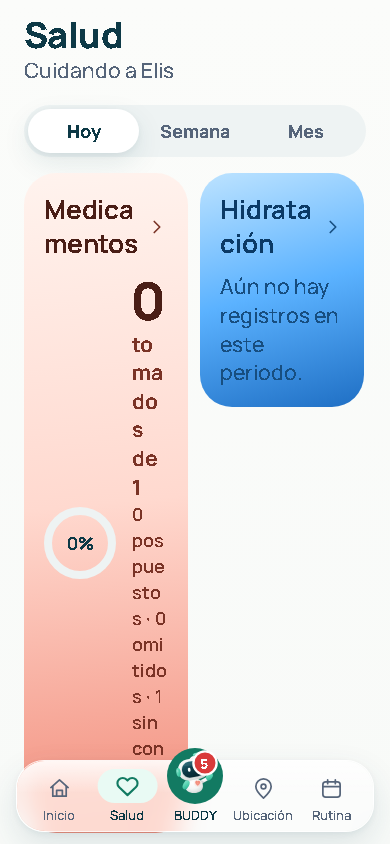 Salud
Cuidando a Elis
Hoy
Semana
Mes
Medica
mentos
0
to
ma
do
s
de
1
0
pos
pue
sto
s · 0
omi
tido
s · 1
sin
con
0%
Hidrata
ción
Aún no hay
registros en
este
periodo.
5
Inicio
Salud
BUDDY
Ubicación
Rutina